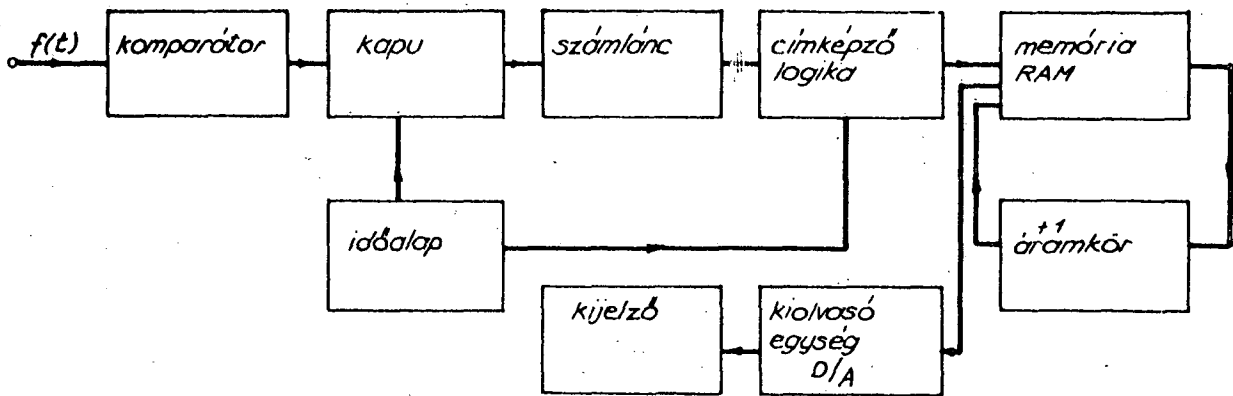 f(t)
komparátor
kapu
számlánc
címképző
logika
memória
RAM
időalap
+1
áramkör
kijelző
kiolvasó
egység
D/A